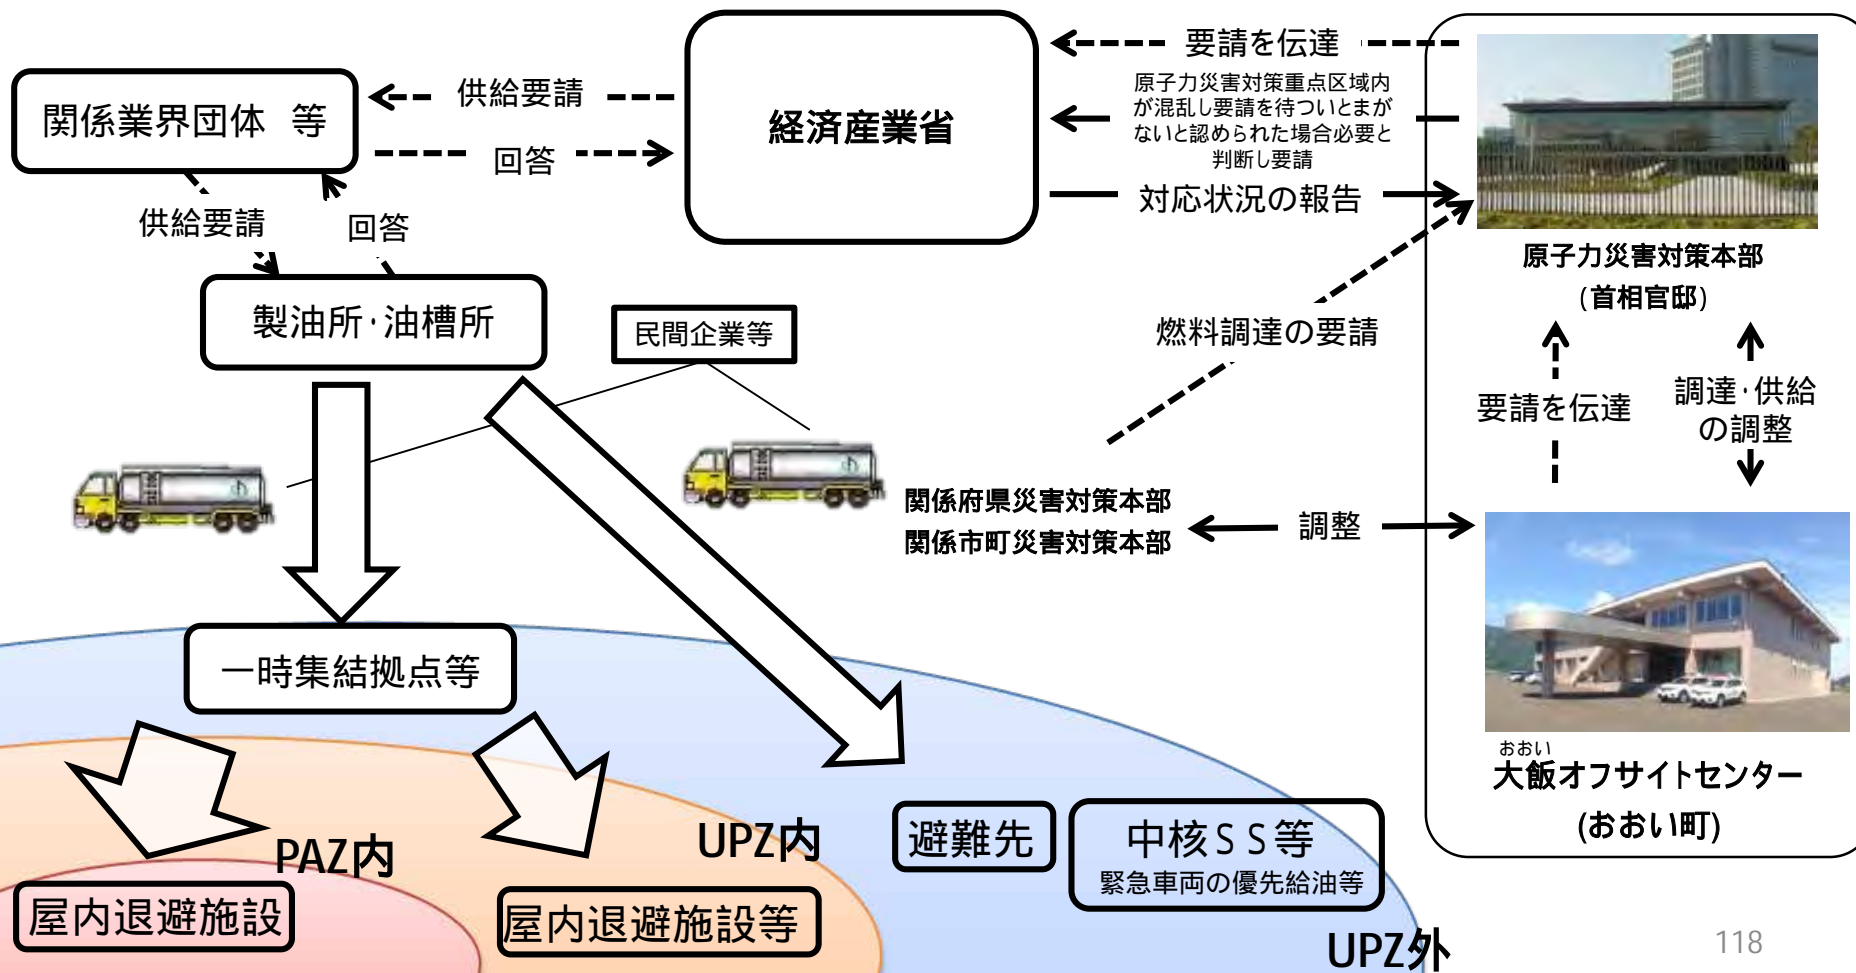 要請を伝達
原子力災害対策重点区域内
が混乱し要請を待ついとまが
ないと認められた場合必要と
判断し要請
対応状況の報告
供給要請
回答
関係業界団体　等
経済産業省
供給要請
回答
製油所・油槽所
民間企業等
燃料調達の要請
原子力災害対策本部
(首相官邸)
要請を伝達
調達・供給
の調整
関係府県災害対策本部
関係市町災害対策本部
調整
おおい
大飯オフサイトセンター
(おおい町)
一時集結拠点等
PAZ内
UPZ内
避難先
中核SS等
緊急車両の優先給油等
屋内退避施設
屋内退避施設等
UPZ外
118